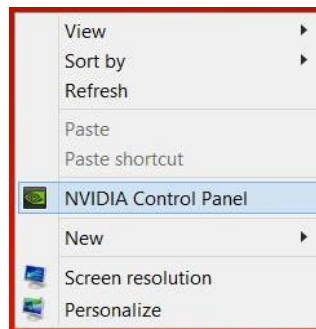 View
Sort by
Refresh
Paste
Paste shortcut
NVIDIA Control Panel
New
Screen resolution
Personalize